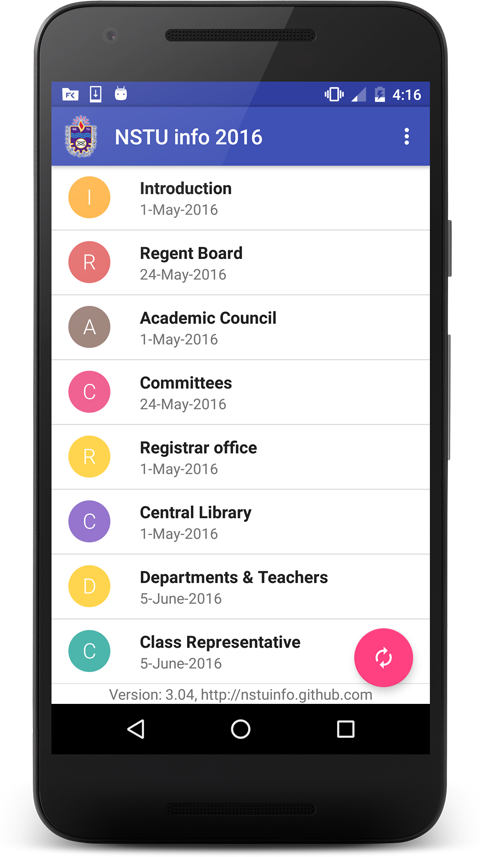 4:16
NSTU info 2016
I
Introduction
1-May-2016
R
Regent Board
24-May-2016
A
Academic Council
1-May-2016
C
Committees
24-May-2016
R
Registrar office
1-May-2016
C
Central Library
1-May-2016
D
Departments & Teachers
5-June-2016
C
Class Representative
5-June-2016
Version: 3.04, http://nstuinfo.github.com